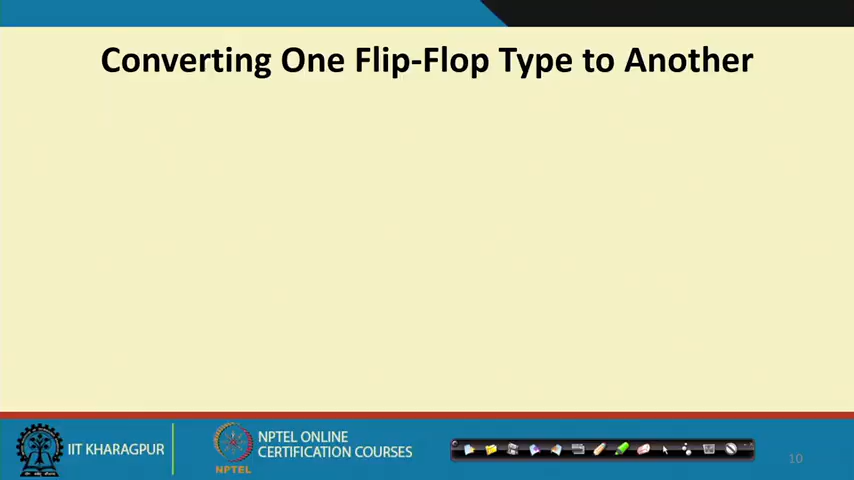 Converting One Flip-Flop Type to Another
IIT KHARAGPUR
NPTEL
NPTEL ONLINE
CERTIFICATION COURSES
10